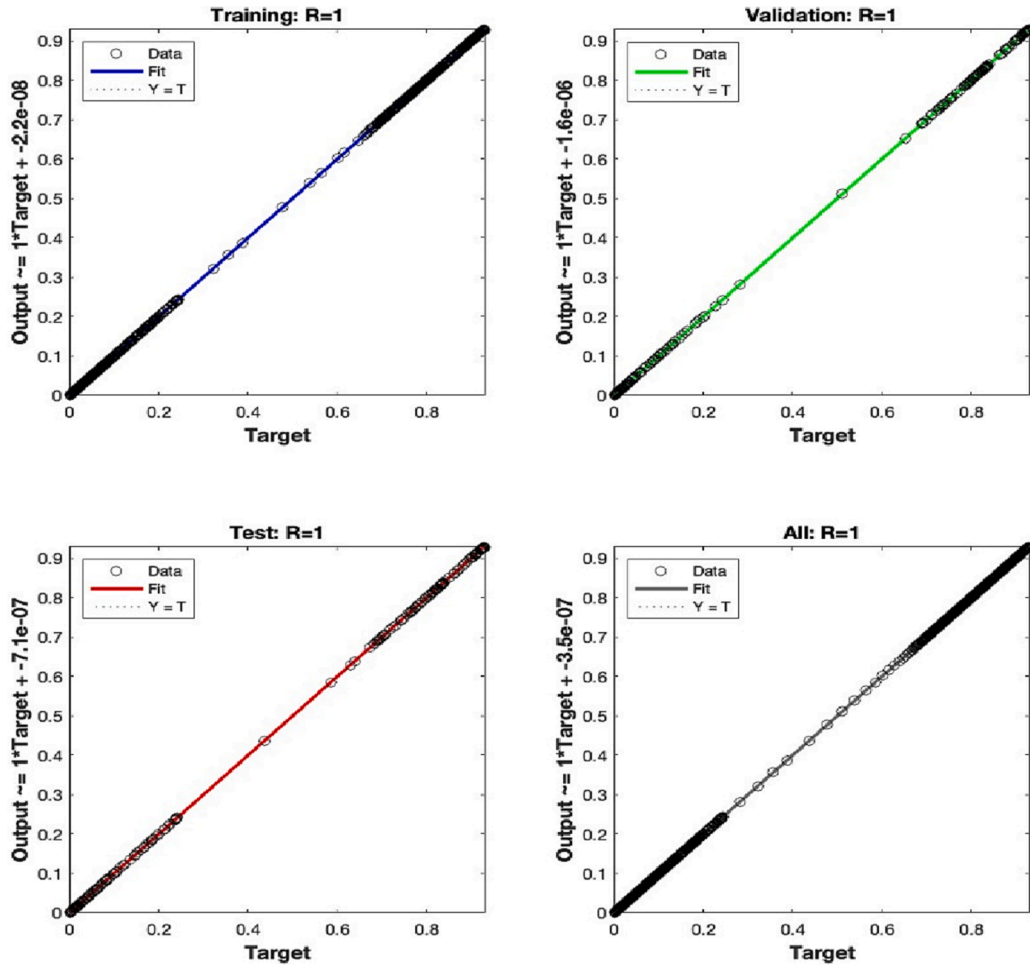 Training: R=1
Output ~= 1*Target + -2.2e-08
0.9
0.8
0.7
0.6
0.5
0.4
0.3
0.2
0.1
0
Data
Fit
Y = T
0
0.2
0.4
0.6
0.8
Target
Validation: R=1
Output ~= 1*Target + -1.6e-06
0.9
0.8
0.7
0.6
0.5
0.4
0.3
0.2
0.1
0
Data
Fit
Y = T
0
0.2
0.4
0.6
0.8
Target
Test: R=1
Output ~= 1*Target + -7.1e-07
0.9
0.8
0.7
0.6
0.5
0.4
0.3
0.2
0.1
0
Data
Fit
Y = T
0
0.2
0.4
0.6
0.8
Target
All: R=1
Output ~= 1*Target + -3.5e-07
0.9
0.8
0.7
0.6
0.5
0.4
0.3
0.2
0.1
0
Data
Fit
Y = T
0
0.2
0.4
0.6
0.8
Target